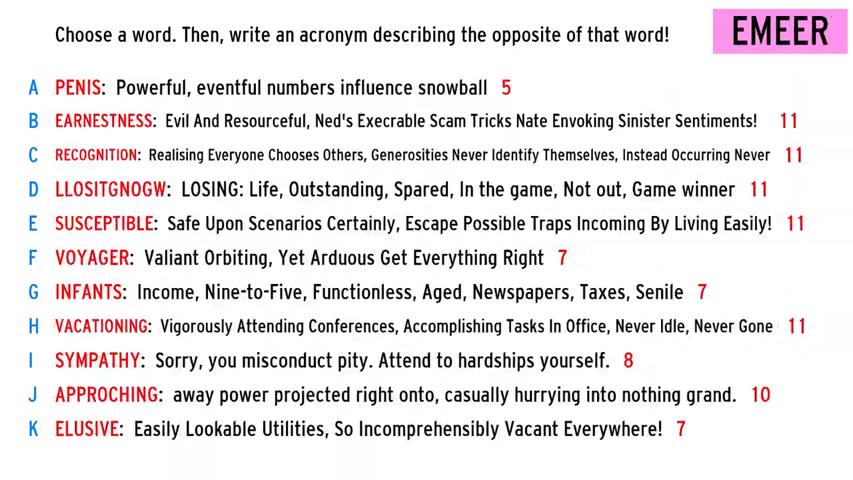 Choose a word. Then, write an acronym describing the opposite of that word!
EMEER
A PENIS: Powerful, eventful numbers influence snowball 5
B EARNESTNESS: Evil And Resourceful, Ned's Execrable Scam Tricks Nate Envoking Sinister Sentiments! 11
C RECOGNITION: Realising Everyone Chooses Others, Generosities Never Identify Themselves, Instead Occurring Never 11
D LLOSITGNOGW: LOSING: Life, Outstanding, Spared, In the game, Not out, Game winner 11
E SUSCEPTIBLE: Safe Upon Scenarios Certainly, Escape Possible Traps Incoming By Living Easily! 11
F VOYAGER: Valiant Orbiting, Yet Arduous Get Everything Right 7
G INFANTS: Income, Nine-to-Five, Functionless, Aged, Newspapers, Taxes, Senile 7
H VACATIONING: Vigorously Attending Conferences, Accomplishing Tasks In Office, Never Idle, Never Gone 11
I SYMPATHY: Sorry, you misconduct pity. Attend to hardships yourself. 8
J APPROCHING: away power projected right onto, casually hurrying into nothing grand. 10
K ELUSIVE: Easily Lookable Utilities, So Incomprehensibly Vacant Everywhere! 7